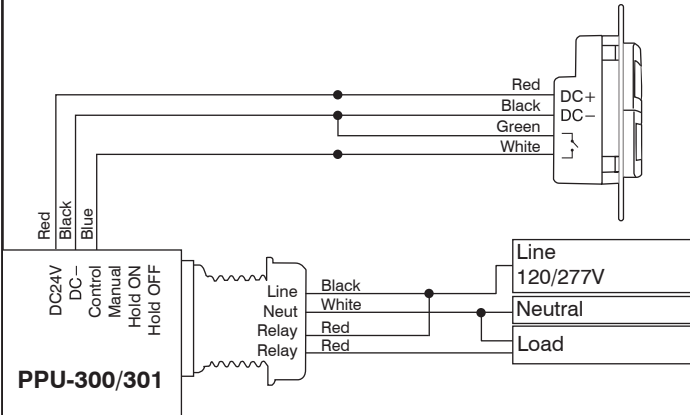 Red
DC+
Black
DC−
Green
White
Red
Black
Blue
DC24V
DC−
Control
Manual
Hold ON
Hold OFF
PPU-300/301
Line
Neut
Relay
Relay
Black
White
Red
Red
Line
120/277V
Neutral
Load